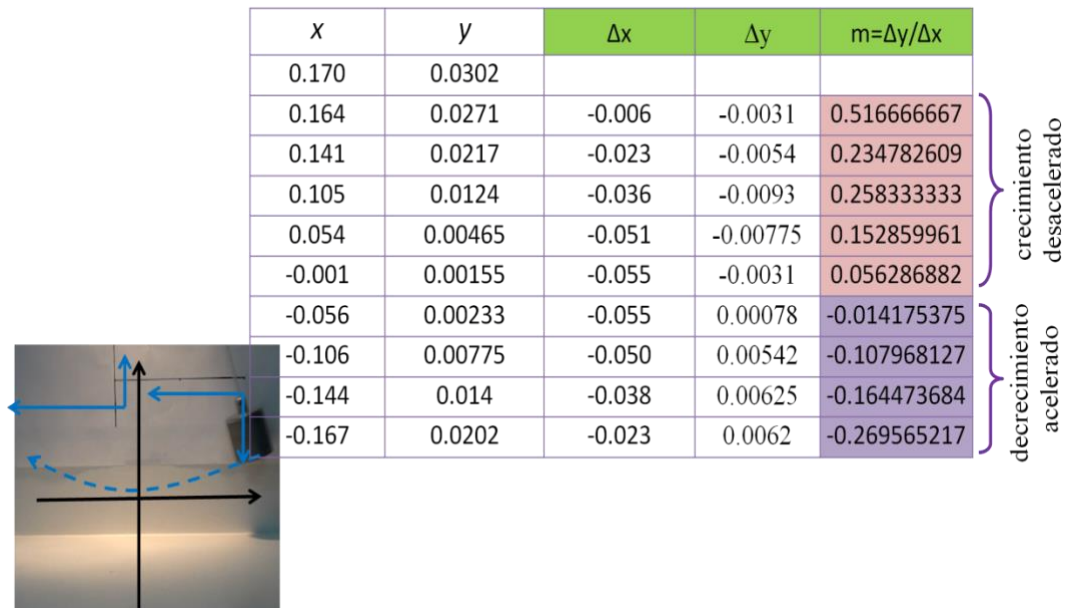 x y Δx Δy m=Δy/Δx
0.170 0.0302
0.164 0.0271 -0.006 -0.0031 0.516666667
0.141 0.0217 -0.023 -0.0054 0.234782609
0.105 0.0124 -0.036 -0.0093 0.258333333
0.054 0.00465 -0.051 -0.00775 0.152859961
-0.001 0.00155 -0.055 -0.0031 0.056286882
-0.056 0.00233 -0.055 0.00078 -0.014175375
-0.106 0.00775 -0.050 0.00542 -0.107968127
-0.144 0.014 -0.038 0.00625 -0.164473684
-0.167 0.0202 -0.023 0.0062 -0.269565217
crecimiento
desacelerado
decrecimiento
acelerado